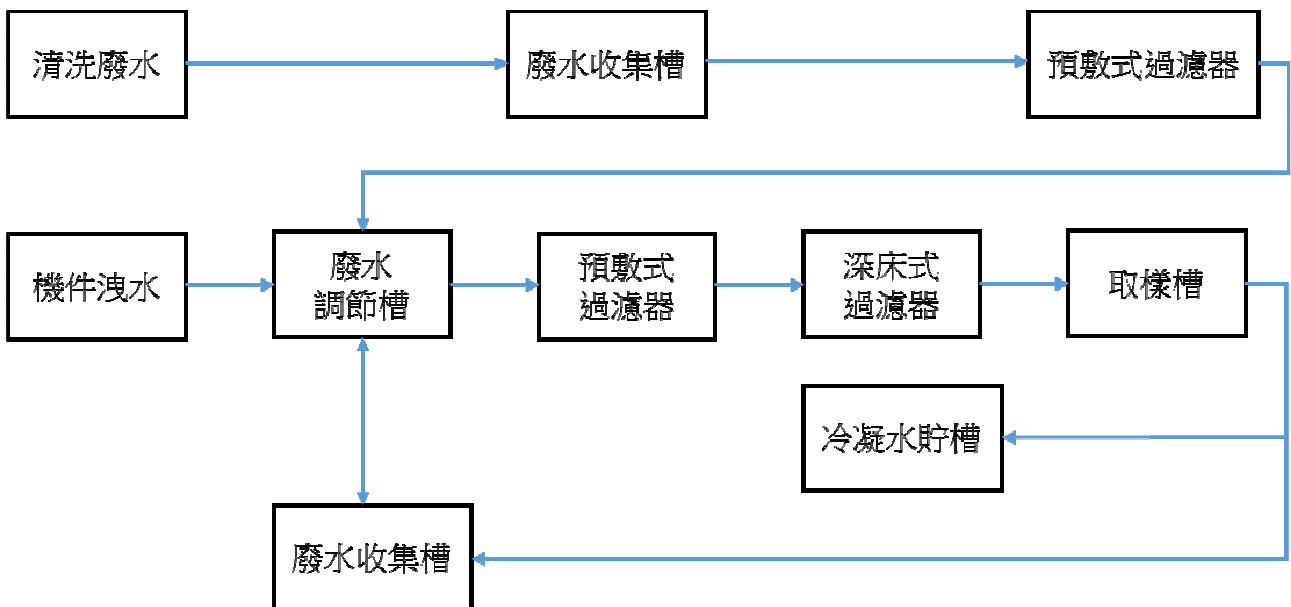 清洗廢水
廢水收集槽
預敷式過濾器
機件洩水
廢水
調節槽
預敷式
過濾器
深床式
過濾器
取樣槽
冷凝水貯槽
廢水收集槽